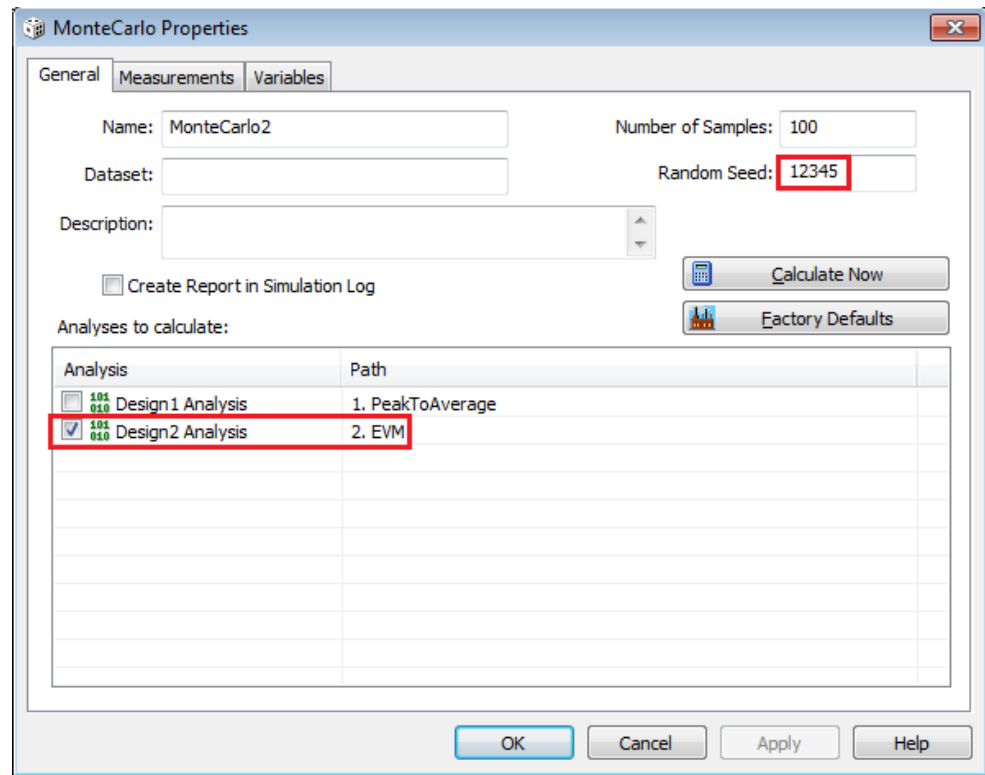 MonteCarlo Properties
General Measurements Variables
Name: MonteCarlo2 Number of Samples: 100
Dataset: Random Seed: 12345
Description:
Create Report in Simulation Log Calculate Now
Analyses to calculate: Factory Defaults
Analysis Path
101
010 Design1 Analysis 1. PeakToAverage
101
010 Design2 Analysis 2. EVM
OK Cancel Apply Help